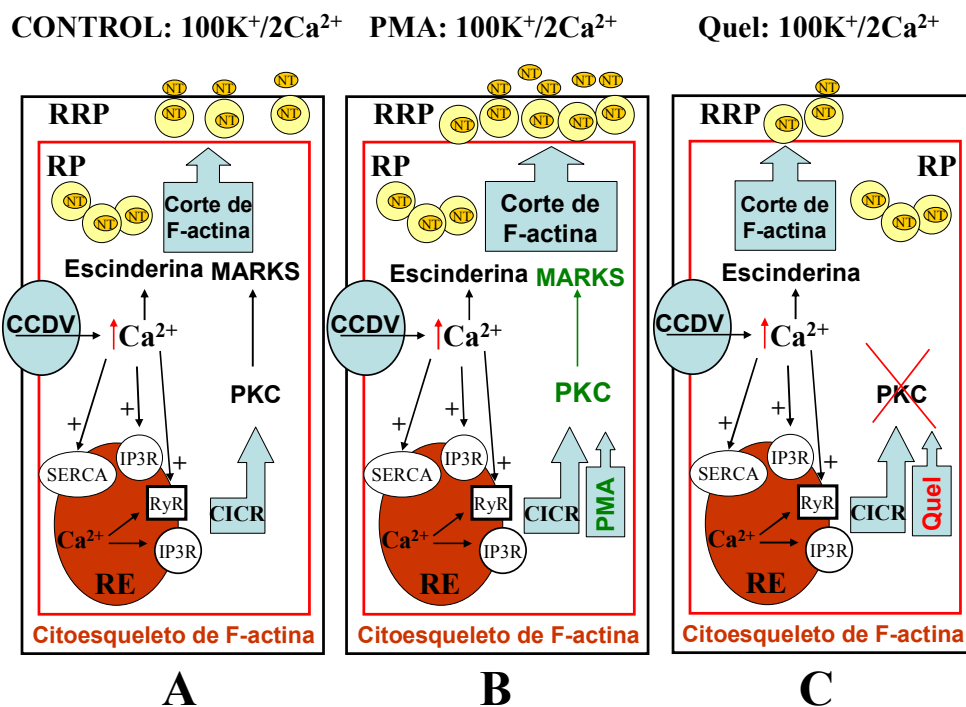 CONTROL: 100K⁺/2Ca²⁺
PMA: 100K⁺/2Ca²⁺
Quel: 100K⁺/2Ca²⁺
NT
NT
NT
RRP
NT
NT
NT
RP
NT
NT
NT
Corte de
F-actina
Escinderina
MARKS
CCDV
Ca²⁺
PKC
+
+
+
SERCA
IP3R
RyR
CICR
Ca²⁺
IP3R
RE
Citoesqueleto de F-actina
A
NT
NT
NT
NT
NT
RRP
NT
NT
NT
NT
NT
RP
NT
NT
NT
Corte de
F-actina
Escinderina
MARKS
CCDV
Ca²⁺
PKC
+
+
+
SERCA
IP3R
RyR
CICR
PMA
Ca²⁺
IP3R
RE
Citoesqueleto de F-actina
B
NT
RRP
NT
NT
RP
NT
NT
NT
Corte de
F-actina
Escinderina
CCDV
Ca²⁺
PKC
+
+
+
SERCA
IP3R
RyR
CICR
Quel
Ca²⁺
IP3R
RE
Citoesqueleto de F-actina
C